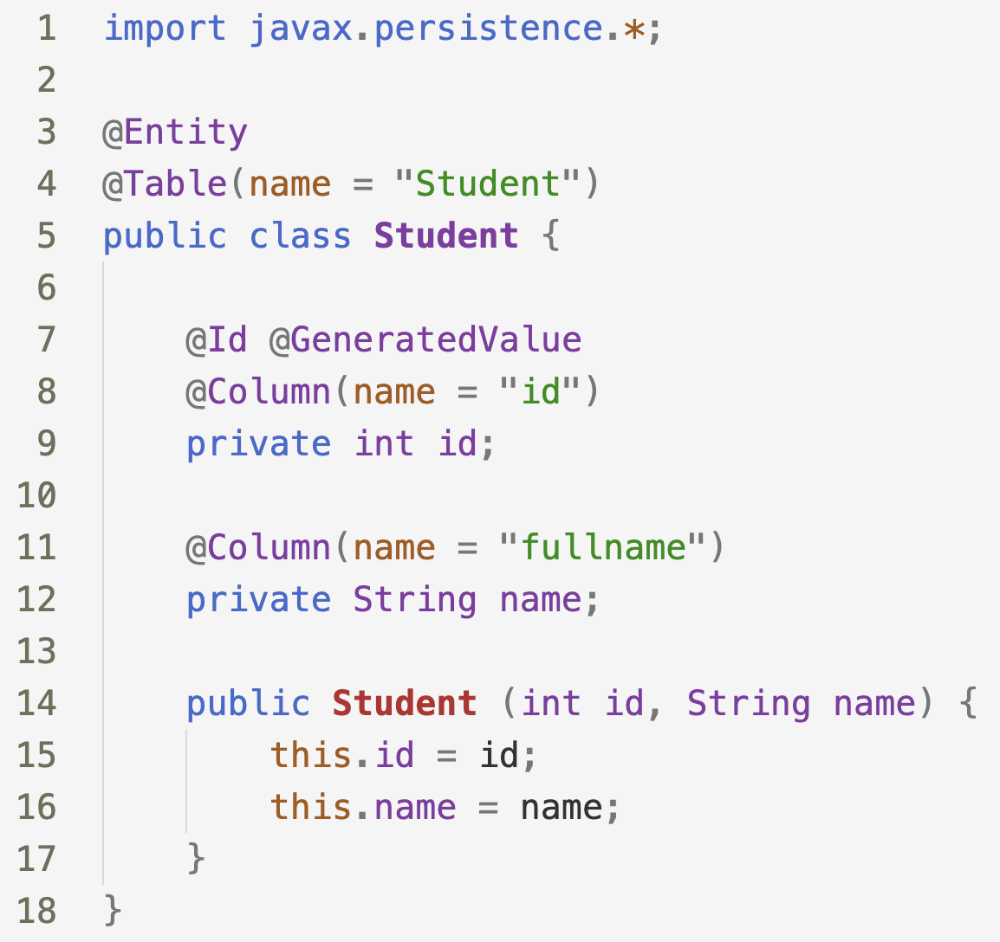 1 import javax.persistence.*;
2
3 @Entity
4 @Table(name = "Student")
5 public class Student {
6
7     @Id @GeneratedValue
8     @Column(name = "id")
9     private int id;
10
11     @Column(name = "fullname")
12     private String name;
13
14     public Student (int id, String name) {
15         this.id = id;
16         this.name = name;
17     }
18 }